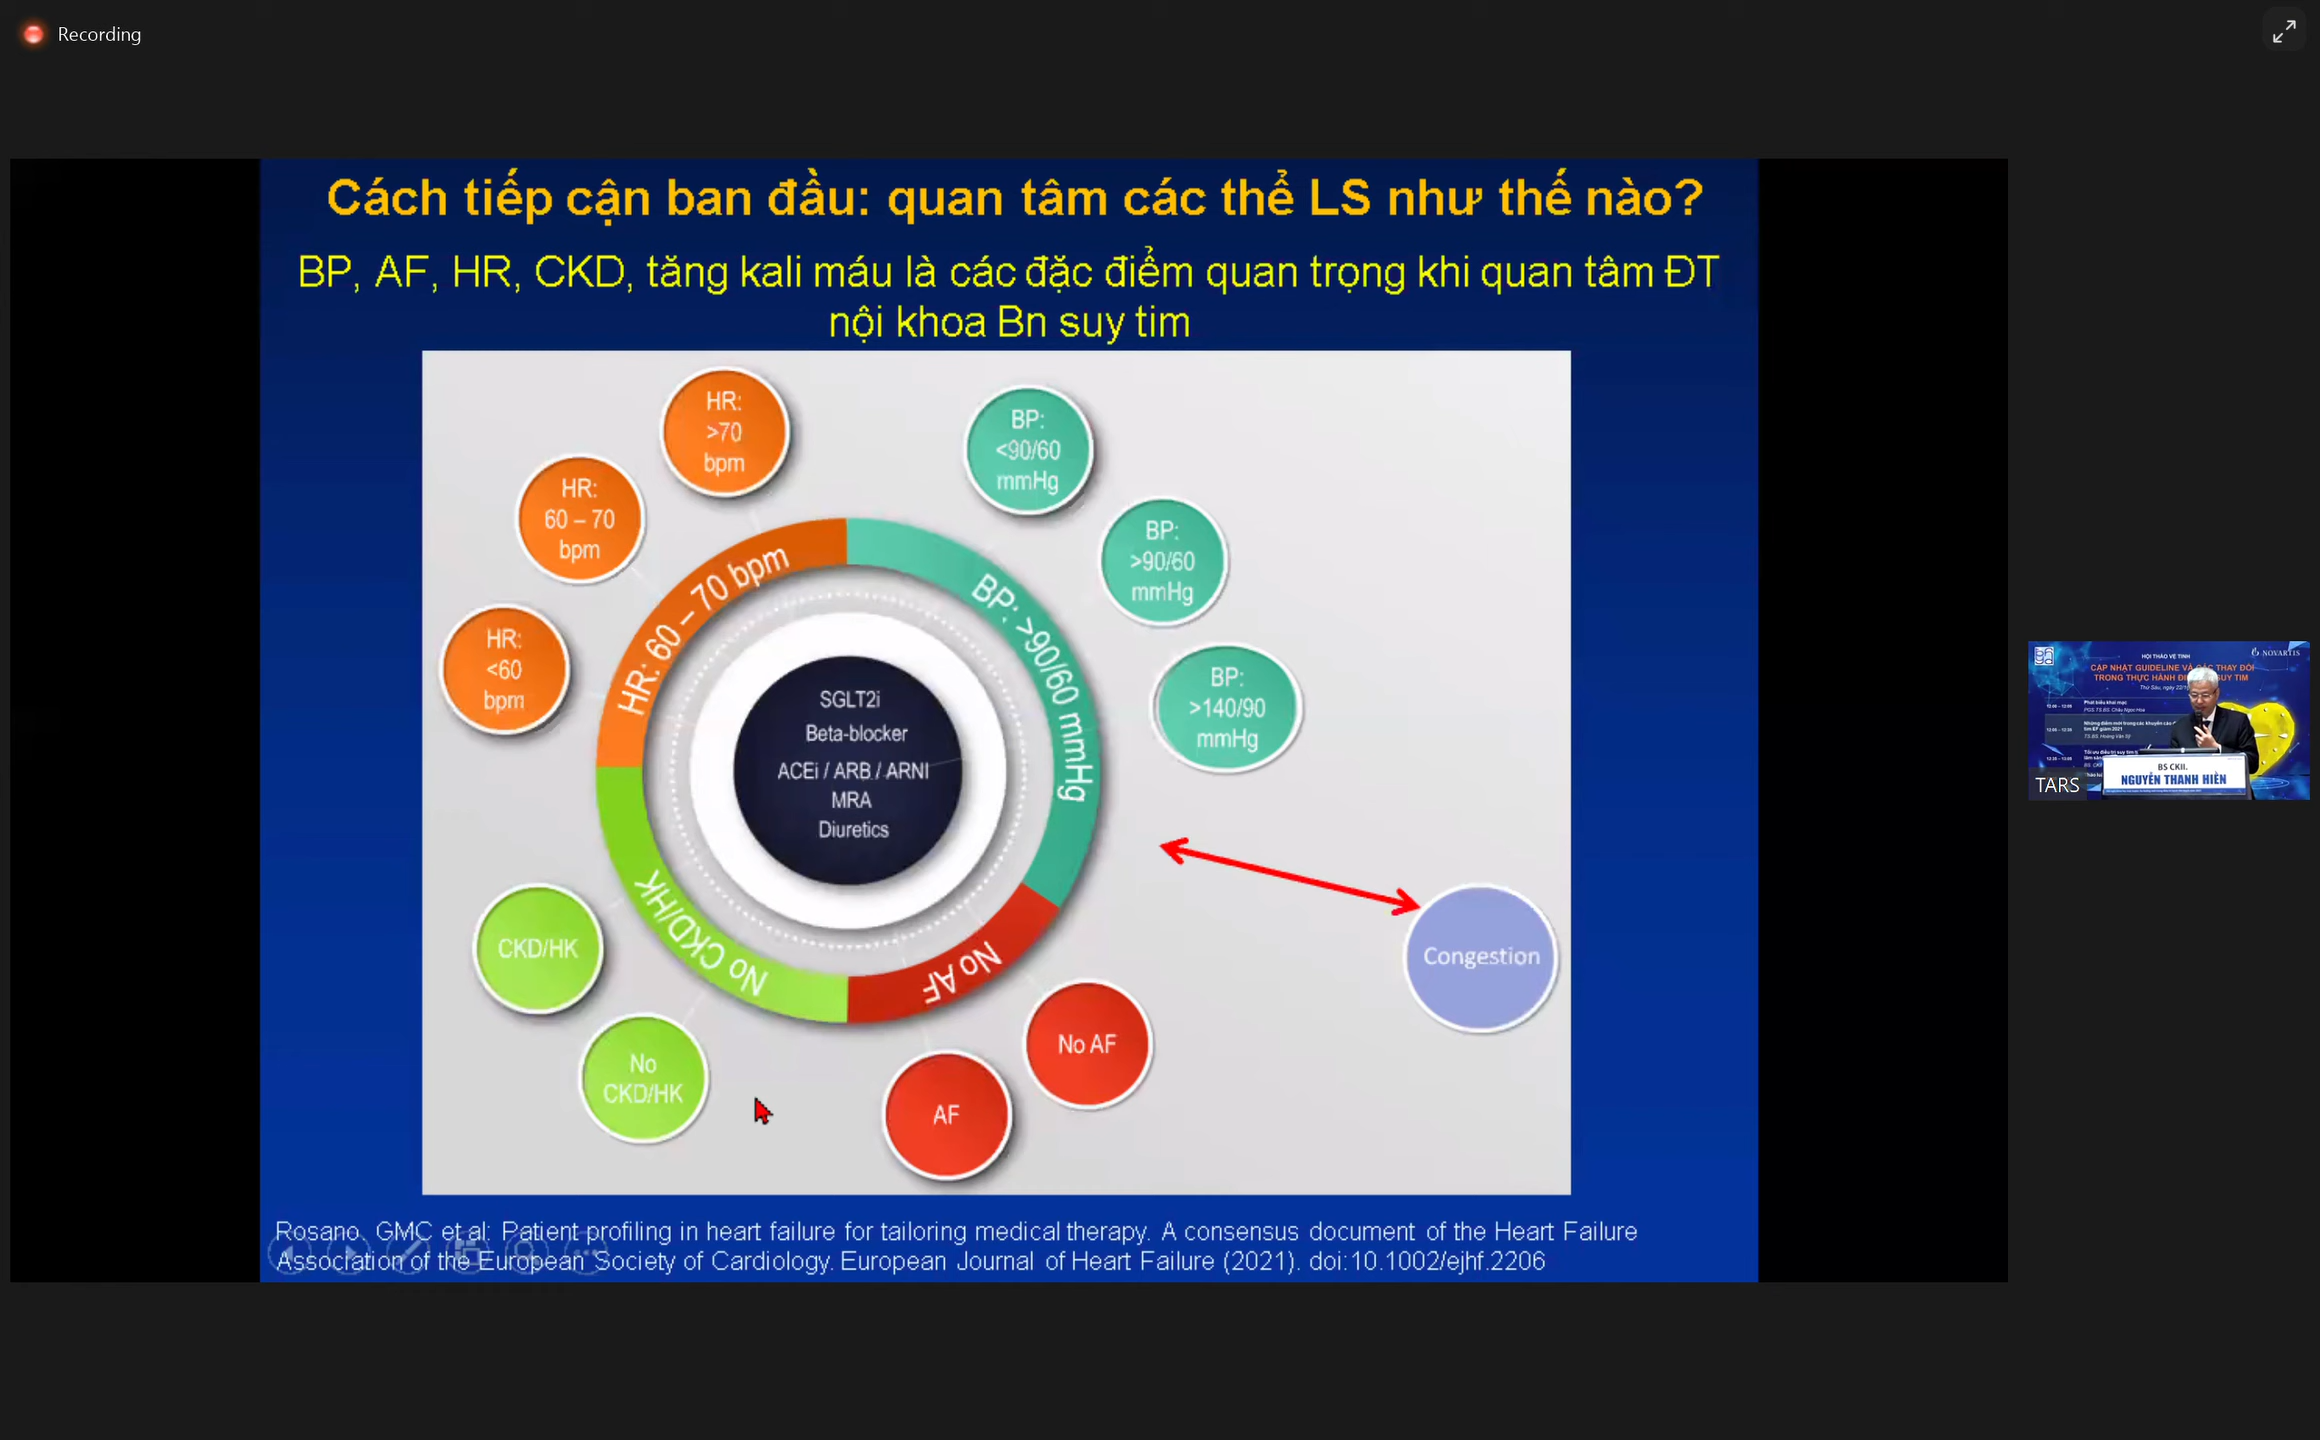 Recording
Cách tiếp cận ban đầu: quan tâm các thể LS như thế nào?
BP, AF, HR, CKD, tăng kali máu là các đặc điểm quan trọng khi quan tâm ĐT
nội khoa Bn suy tim
HR:
>70
bpm
HR:
60 – 70
bpm
HR:
<60
bpm
BP:
<90/60
mmHg
BP:
>90/60
mmHg
BP:
>140/90
mmHg
HR: 60 – 70 bpm
BP: >90/60 mmHg
No CKD/HK
No AF
SGLT2i
Beta-blocker
ACEi / ARB / ARNI
MRA
Diuretics
CKD/HK
No
CKD/HK
AF
No AF
Congestion
Rosano, GMC et al: Patient profiling in heart failure for tailoring medical therapy. A consensus document of the Heart Failure
Association of the European Society of Cardiology. European Journal of Heart Failure (2021). doi:10.1002/ejhf.2206
HỘI THẢO VỆ TINH
NOVARTIS
CẬP NHẬT GUIDELINE VÀ CÁC THAY ĐỔI
TRONG THỰC HÀNH SUY TIM
BS CKII.
NGUYỄN THANH HIỀN
TARS